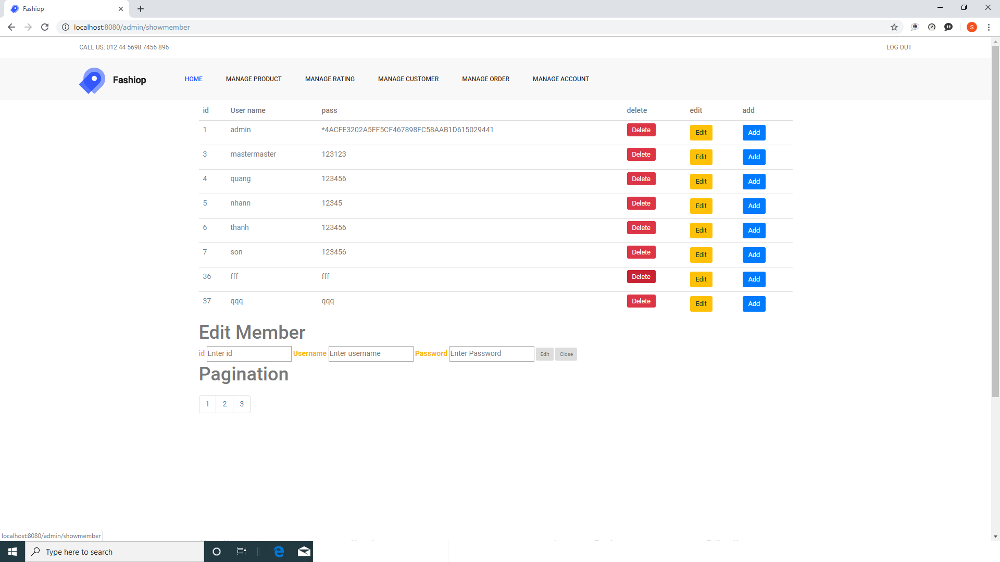 Fashiop
localhost:8080/admin/showmember
S
CALL US: 012 44 5698 7456 896 LOG OUT
Fashiop HOME MANAGE PRODUCT MANAGE RATING MANAGE CUSTOMER MANAGE ORDER MANAGE ACCOUNT
id User name pass delete edit add
1 admin *4ACFE3202A5FF5CF467898FC58AAB1D615029441 Delete Edit Add
3 mastermaster 123123 Delete Edit Add
4 quang 123456 Delete Edit Add
5 nhann 12345 Delete Edit Add
6 thanh 123456 Delete Edit Add
7 son 123456 Delete Edit Add
36 fff fff Delete Edit Add
37 qqq qqq Delete Edit Add
Edit Member
id Enter id Username Enter username Password Enter Password Edit Close
Pagination
1 2 3
localhost:8080/admin/showmember
Type here to search